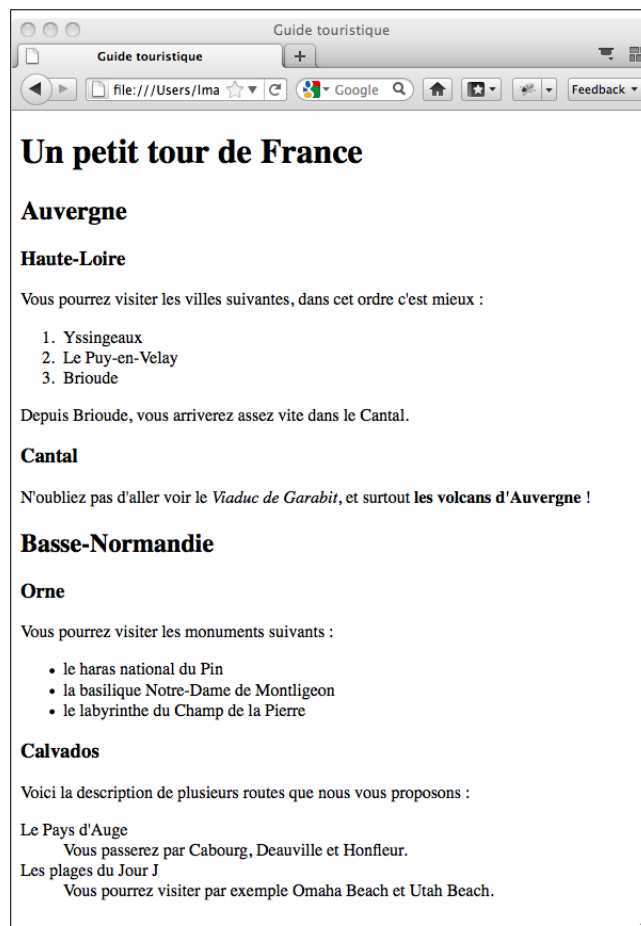 Guide touristique
Guide touristique
+
file:///Users/lma
Google
Feedback
Un petit tour de France
Auvergne
Haute-Loire
Vous pourrez visiter les villes suivantes, dans cet ordre c'est mieux :
1. Yssingeaux
2. Le Puy-en-Velay
3. Brioude
Depuis Brioude, vous arriverez assez vite dans le Cantal.
Cantal
N'oubliez pas d'aller voir le Viaduc de Garabit, et surtout les volcans d'Auvergne !
Basse-Normandie
Orne
Vous pourrez visiter les monuments suivants :
• le haras national du Pin
• la basilique Notre-Dame de Montligeon
• le labyrinthe du Champ de la Pierre
Calvados
Voici la description de plusieurs routes que nous vous proposons :
Le Pays d'Auge
Vous passerez par Cabourg, Deauville et Honfleur.
Les plages du Jour J
Vous pourrez visiter par exemple Omaha Beach et Utah Beach.